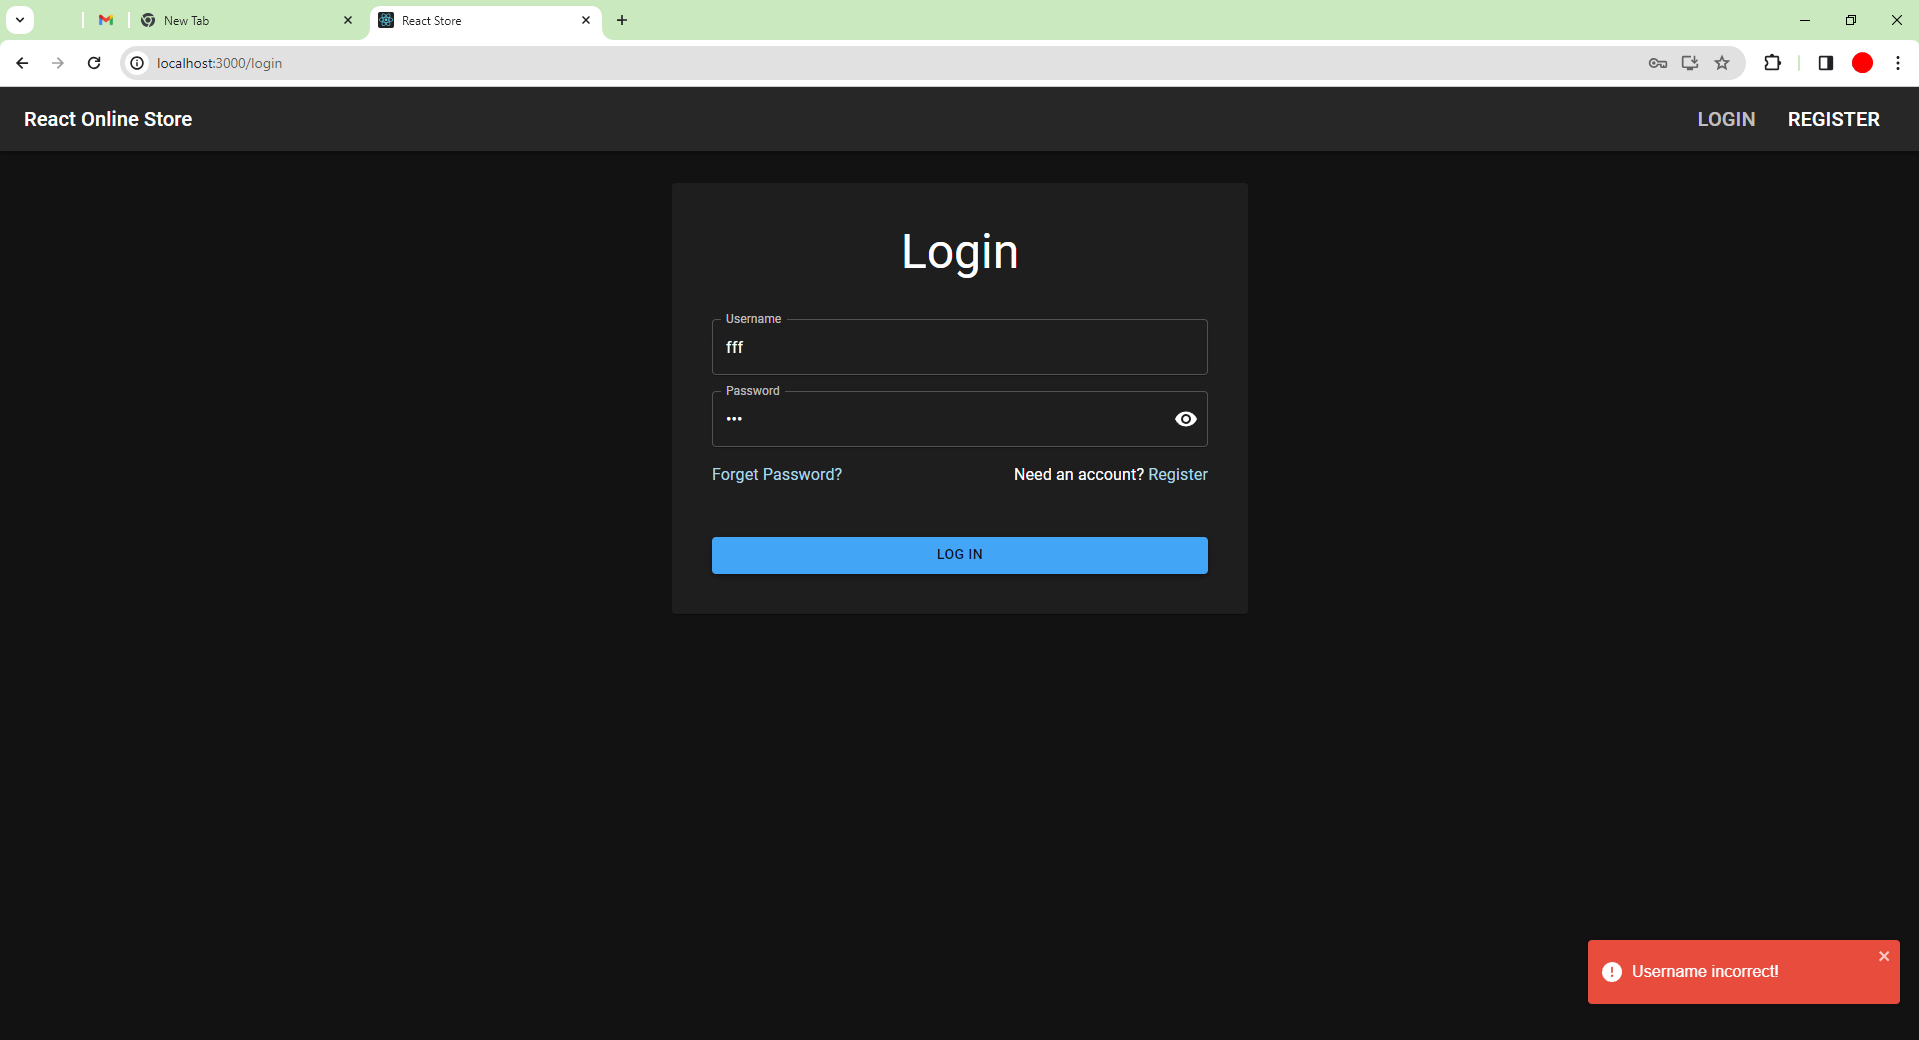 New Tab
React Store
localhost:3000/login
React Online Store
LOGIN
REGISTER
Login
Username
fff
Password
•••
Forget Password?
Need an account? Register
LOG IN
Username incorrect!